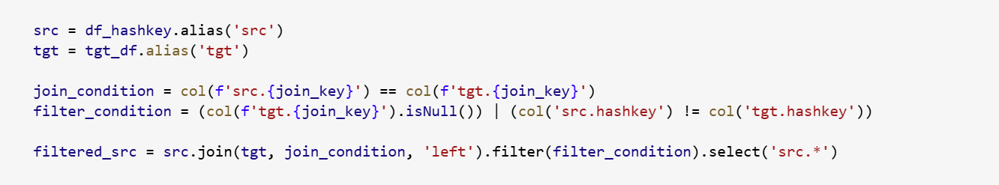 src = df_hashkey.alias('src')
tgt = tgt_df.alias('tgt')
join_condition = col(f'src.{join_key}') == col(f'tgt.{join_key}')
filter_condition = (col(f'tgt.{join_key}').isNull()) | (col('src.hashkey') != col('tgt.hashkey'))
filtered_src = src.join(tgt, join_condition, 'left').filter(filter_condition).select('src.*')